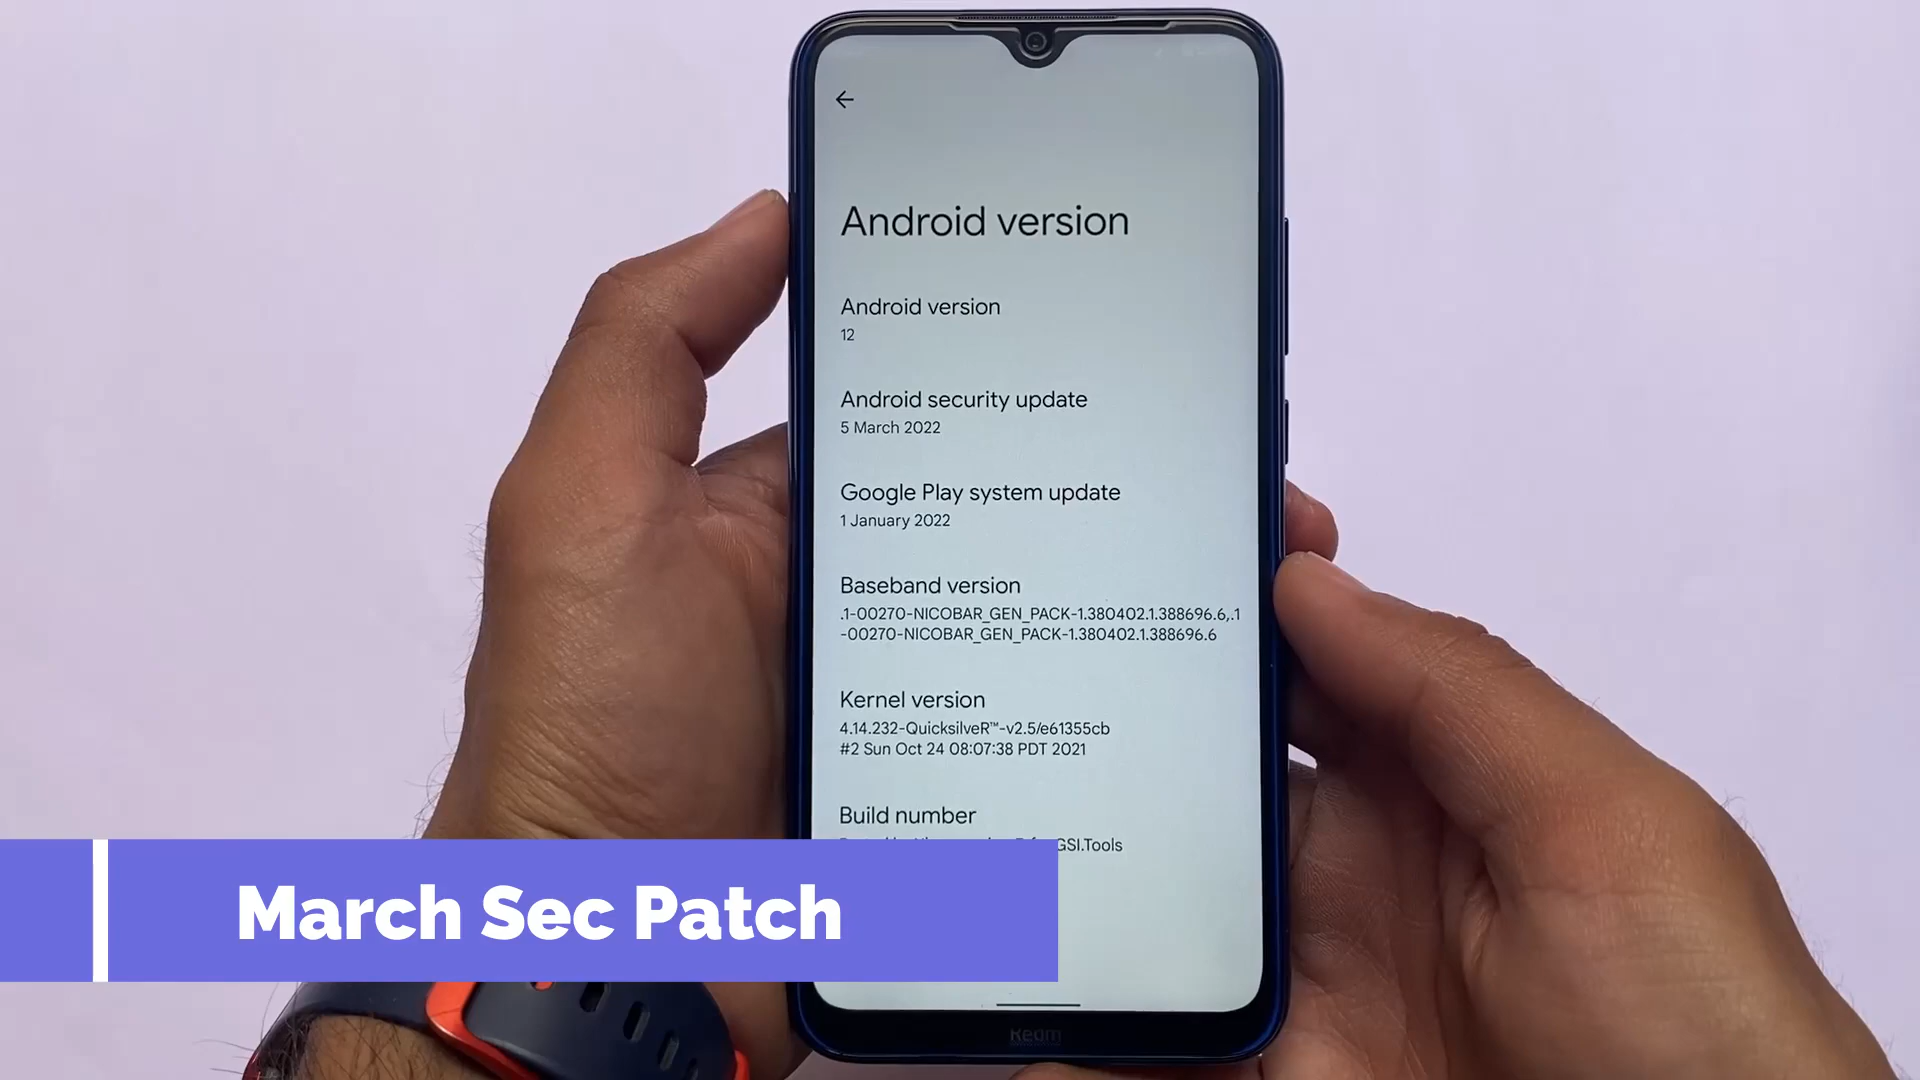 Android version
Android version
12
Android security update
5 March 2022
Google Play system update
1 January 2022
Baseband version
.1-00270-NICOBAR_GEN_PACK-1.380402.1.388696.6,.1
-00270-NICOBAR_GEN_PACK-1.380402.1.388696.6
Kernel version
4.14.232-QuicksilveR™-v2.5/e61355cb
#2 Sun Oct 24 08:07:38 PDT 2021
Build number
GSI.Tools
March Sec Patch